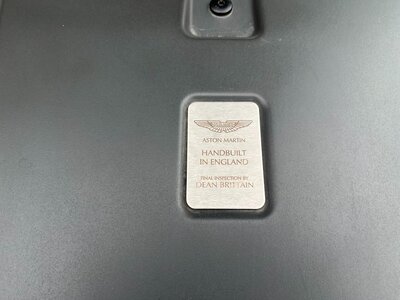 ASTON MARTIN
HANDBUILT
IN ENGLAND
FINAL INSPECTION BY
DEAN BRITTAIN